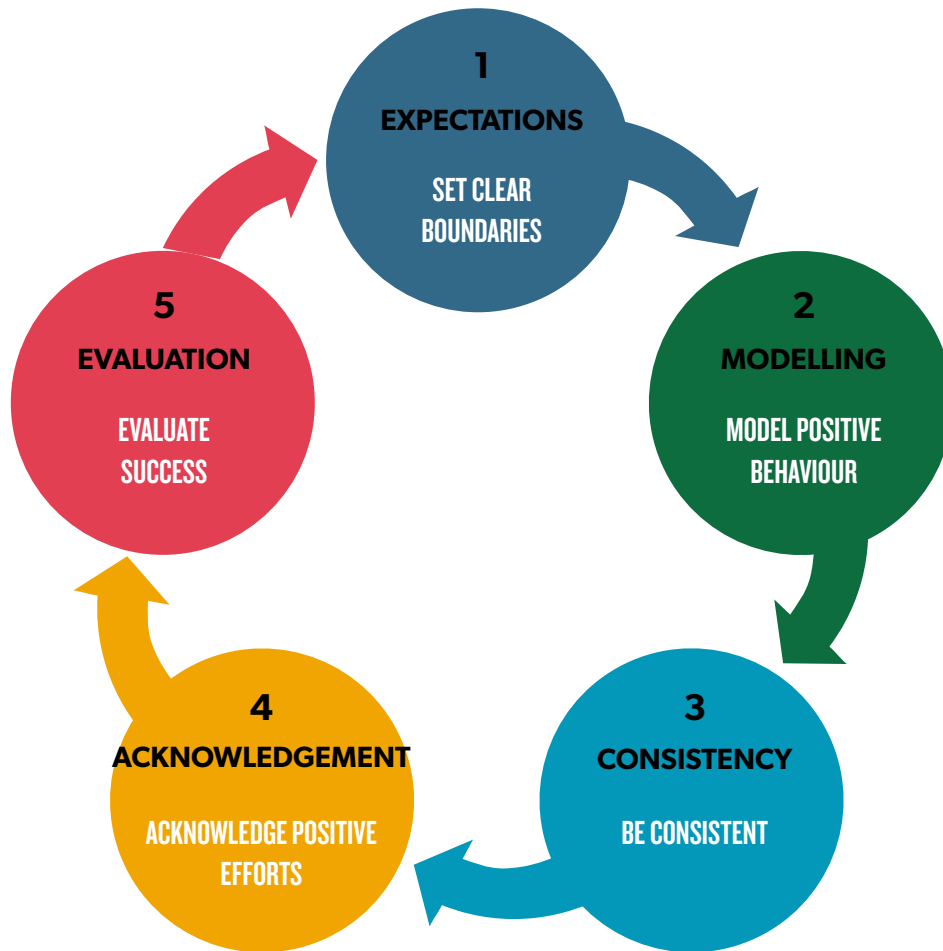 1
EXPECTATIONS
SET CLEAR
BOUNDARIES
2
MODELLING
MODEL POSITIVE
BEHAVIOUR
3
CONSISTENCY
BE CONSISTENT
4
ACKNOWLEDGEMENT
ACKNOWLEDGE POSITIVE
EFFORTS
5
EVALUATION
EVALUATE
SUCCESS